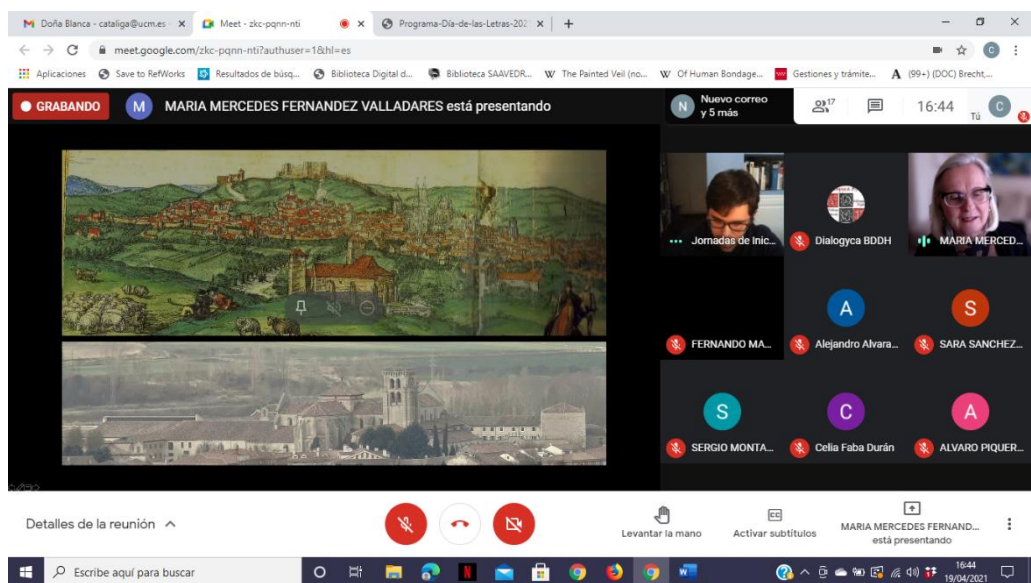 Doña Blanca - cataliga@ucm.es
Meet - zkc-pqnn-nti
Programa-Día-de-las-Letras-202
meet.google.com/zkc-pqnn-nti?authuser=1&hl=es
Aplicaciones
Save to RefWorks
Resultados de búsq...
Biblioteca Digital d...
Biblioteca SAAVEDR...
The Painted Veil (no...
Of Human Bondage...
Gestiones y trámite...
(99+) (DOC) Brecht,...
GRABANDO
M
MARIA MERCEDES FERNANDEZ VALLADARES está presentando
N
Nuevo correo
y 5 más
17
16:44
Tú
C
Jornadas de Inic...
Dialogyca BDDH
MARIA MERCED...
FERNANDO MA...
A
Alejandro Alvara...
S
SARA SANCHEZ...
S
SERGIO MONTA...
C
Celia Faba Durán
A
ALVARO PIQUER...
Detalles de la reunión
Levantar la mano
Activar subtítulos
MARIA MERCEDES FERNAND...
está presentando
Escribe aquí para buscar
16:44
19/04/2021